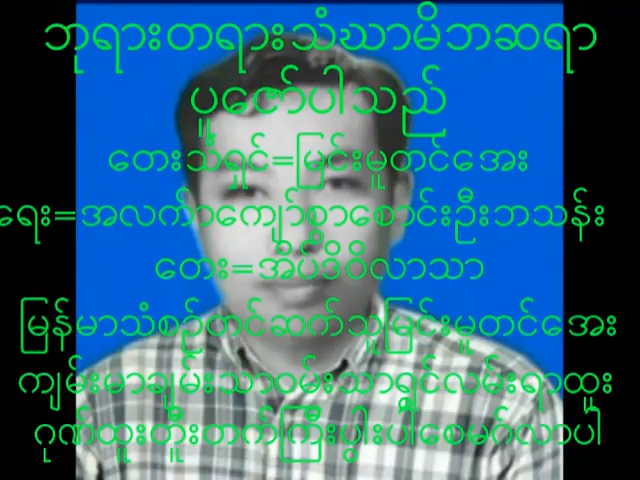 ဘုရားတရားသံဃာမိဘဆရာ
ပူဇော်ပါသည်
တေးသံရှင်=မြင့်မူတင်အေး
ရေး=အလင်္ကာကျော်စွာစောင်းဦးဘသန်း
တေး=အိပ်ဒိဝိလာသာ
မြန်မာသံစဉ်တင်ဆက်သူမြင့်မူတင်အေး
ကျမ်းမာချမ်းသာဝမ်းသာရွှင်လမ်းရာထူး
ဂုဏ်ထူးတိုးတက်ကြီးပွါးပါစေမင်္ဂလာပါ